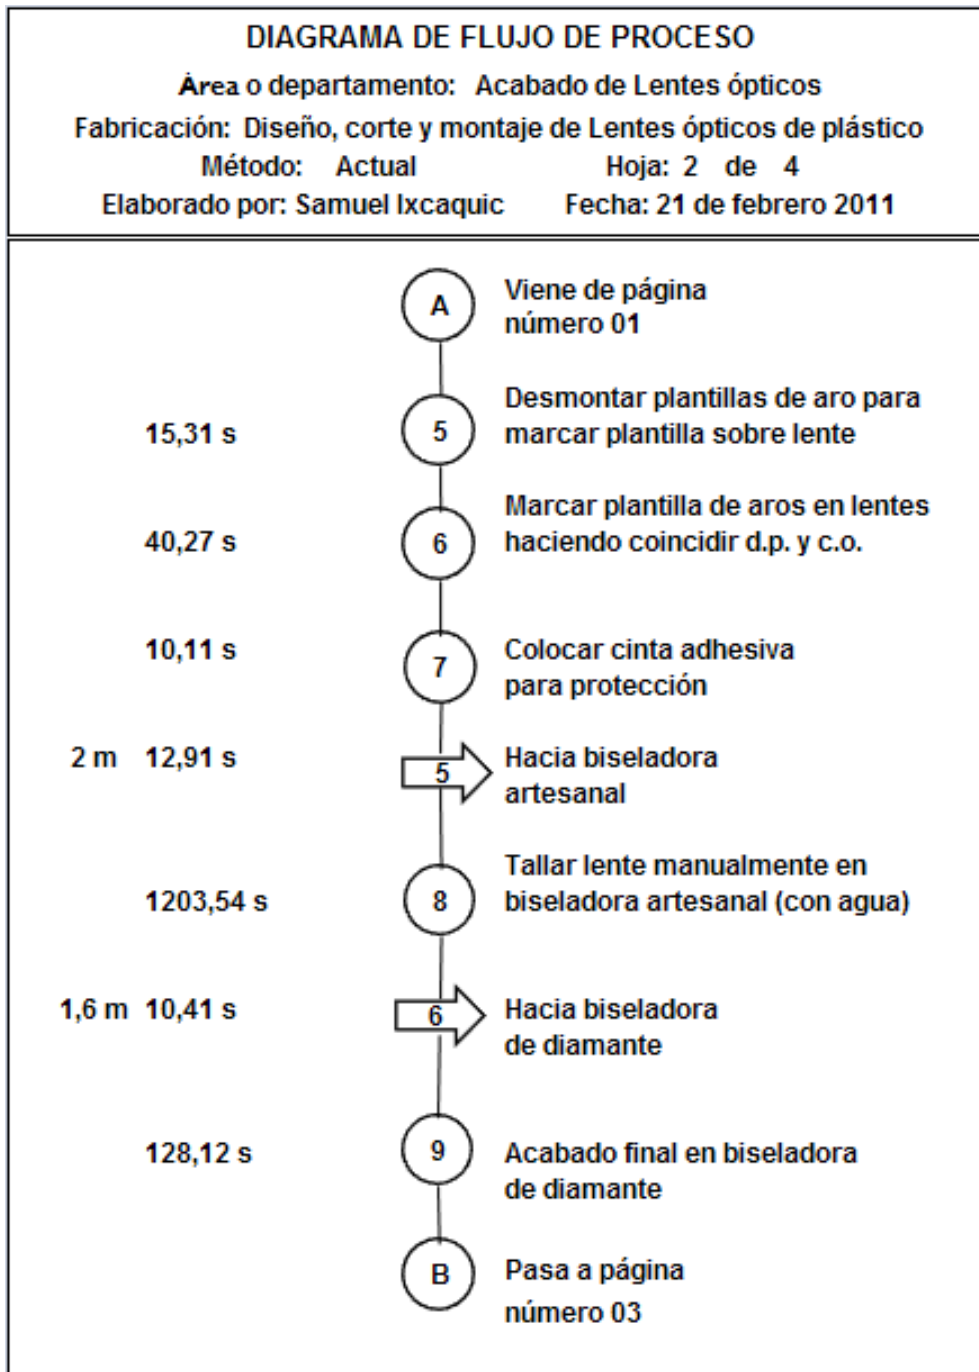 DIAGRAMA DE FLUJO DE PROCESO
Área o departamento: Acabado de Lentes ópticos
Fabricación: Diseño, corte y montaje de Lentes ópticos de plástico
Método: Actual Hoja: 2 de 4
Elaborado por: Samuel Ixcaquic Fecha: 21 de febrero 2011
A Viene de página
número 01
Desmontar plantillas de aro para
15,31 s 5 marcar plantilla sobre lente
Marcar plantilla de aros en lentes
40,27 s 6 haciendo coincidir d.p. y c.o.
10,11 s 7 Colocar cinta adhesiva
para protección
2 m 12,91 s 5 Hacia biseladora
artesanal
Tallar lente manualmente en
1203,54 s 8 biseladora artesanal (con agua)
1,6 m 10,41 s 6 Hacia biseladora
de diamante
128,12 s 9 Acabado final en biseladora
de diamante
B Pasa a página
número 03